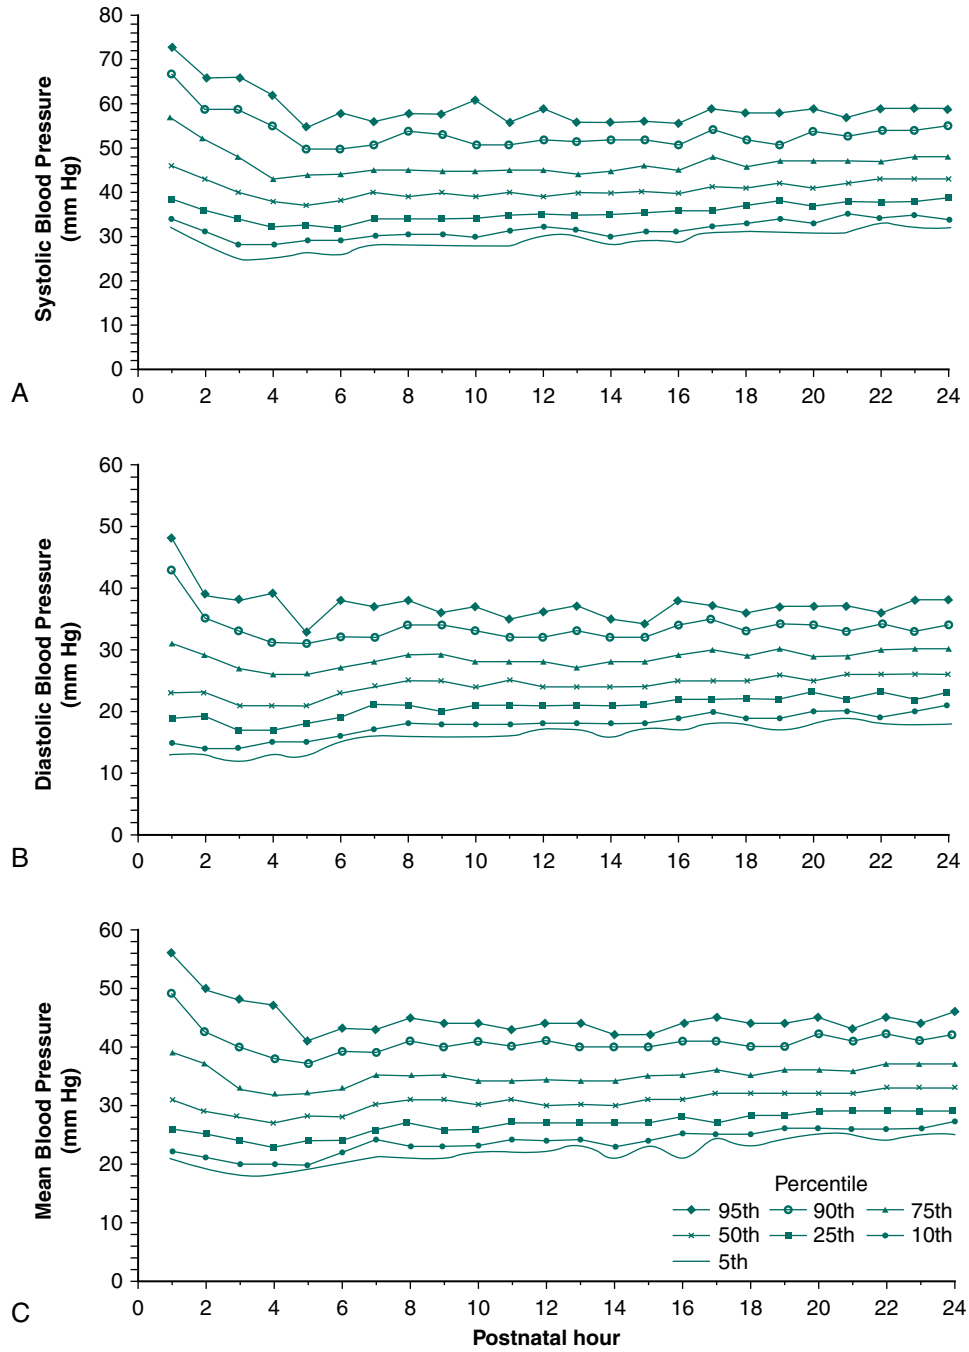 80
70
60
50
40
30
20
10
0
Systolic Blood Pressure
(mm Hg)
A
0 2 4 6 8 10 12 14 16 18 20 22 24
60
50
40
30
20
10
0
Diastolic Blood Pressure
(mm Hg)
B
0 2 4 6 8 10 12 14 16 18 20 22 24
60
50
40
30
20
10
0
Mean Blood Pressure
(mm Hg)
Percentile
95th 90th 75th
50th 25th 10th
5th
C
0 2 4 6 8 10 12 14 16 18 20 22 24
Postnatal hour